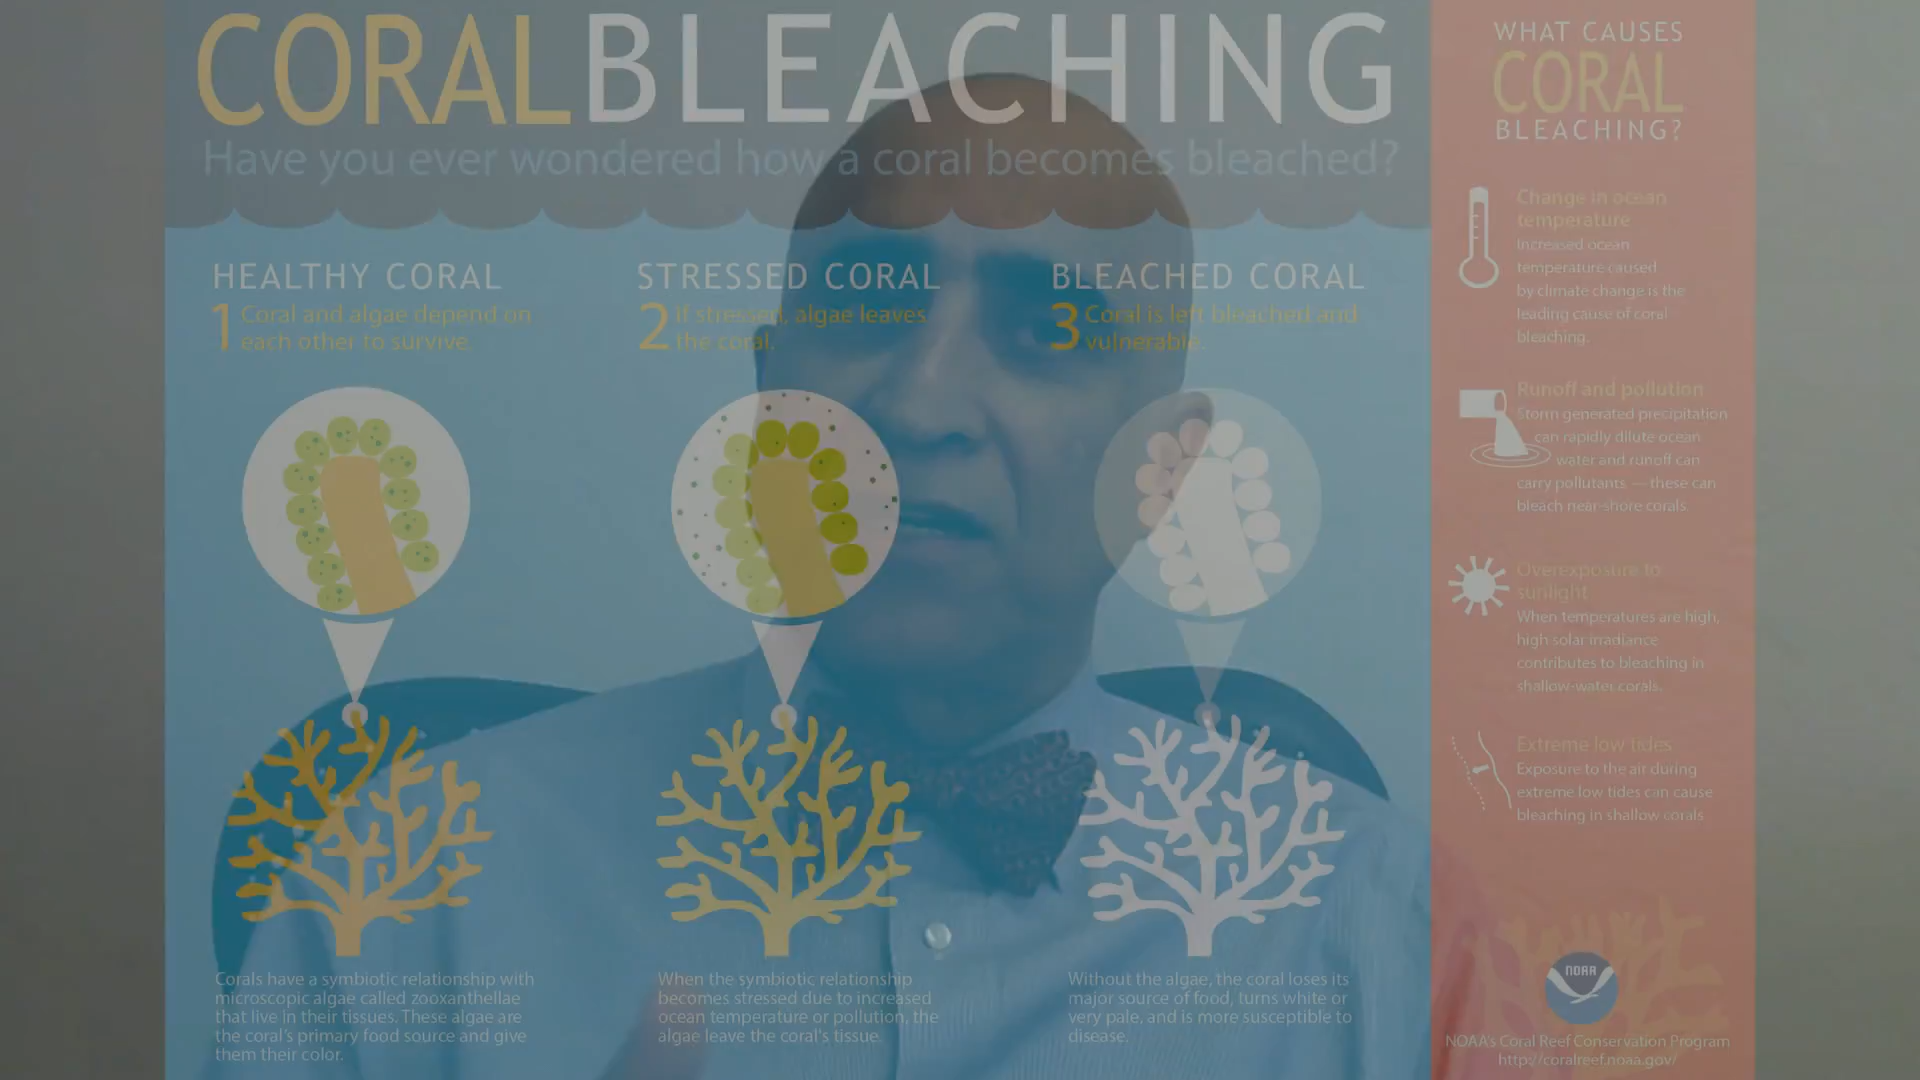 CORALBLEACHING
Have you ever wondered how a coral becomes bleached?
HEALTHY CORAL
1 Coral and algae depend on
each other to survive.
Corals have a symbiotic relationship with
microscopic algae called zooxanthellae
that live in their tissues. These algae are
the coral's primary food source and give
them their color.
STRESSED CORAL
2 If stressed, algae leaves
the coral.
When the symbiotic relationship
becomes stressed due to increased
ocean temperature or pollution, the
algae leave the coral's tissue.
BLEACHED CORAL
3 Coral is left bleached and
vulnerable.
Without the algae, the coral loses its
major source of food, turns white or
very pale, and is more susceptible to
disease.
WHAT CAUSES
CORAL
BLEACHING?
Change in ocean
temperature
Increased ocean
temperature caused
by climate change is the
leading cause of coral
bleaching.
Runoff and pollution
Storm generated precipitation
can rapidly dilute ocean
water and runoff can
carry pollutants — these can
bleach near-shore corals.
Overexposure to
sunlight
When temperatures are high,
high solar irradiance
contributes to bleaching in
shallow-water corals.
Extreme low tides
Exposure to the air during
extreme low tides can cause
bleaching in shallow corals
NOAA
NOAA's Coral Reef Conservation Program
http://coralreef.noaa.gov/